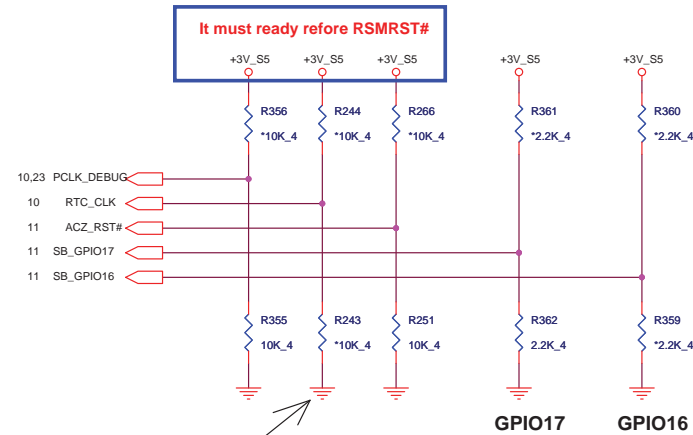 It must ready refore RSMRST#
+3V_S5 +3V_S5 +3V_S5 +3V_S5 +3V_S5
R356 R244 R266 R361 R360
*10K_4 *10K_4 *10K_4 *2.2K_4 *2.2K_4
10,23 PCLK_DEBUG
10 RTC_CLK
11 ACZ_RST#
11 SB_GPIO17
11 SB_GPIO16
R355 R243 R251 R362 R359
10K_4 *10K_4 10K_4 2.2K_4 *2.2K_4
GPIO17 GPIO16